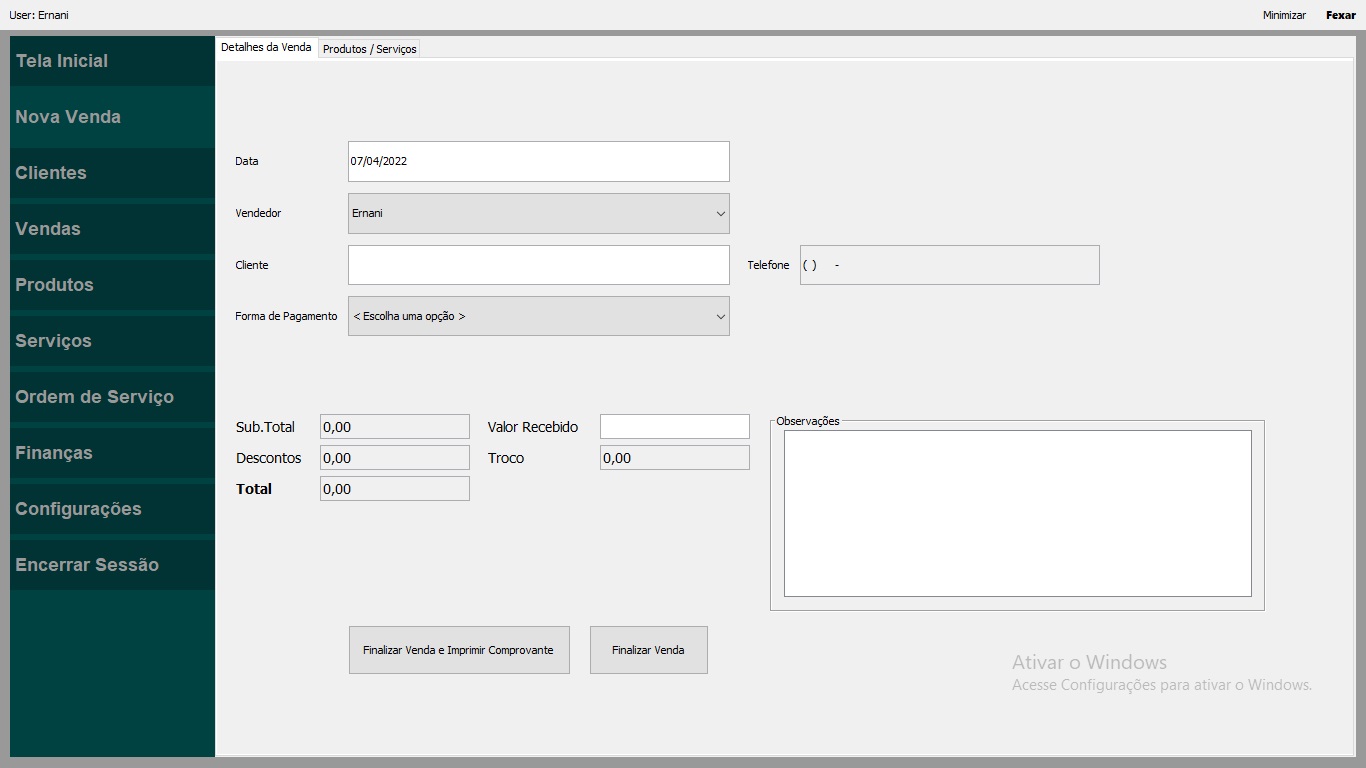 User: Ernani
Minimizar
Fexar
Tela Inicial
Nova Venda
Clientes
Vendas
Produtos
Serviços
Ordem de Serviço
Finanças
Configurações
Encerrar Sessão
Detalhes da Venda
Produtos / Serviços
Data
07/04/2022
Vendedor
Ernani
Cliente
Telefone
( ) -
Forma de Pagamento
< Escolha uma opção >
Sub.Total
0,00
Valor Recebido
Descontos
0,00
Troco
0,00
Total
0,00
Observações
Finalizar Venda e Imprimir Comprovante
Finalizar Venda
Ativar o Windows
Acesse Configurações para ativar o Windows.